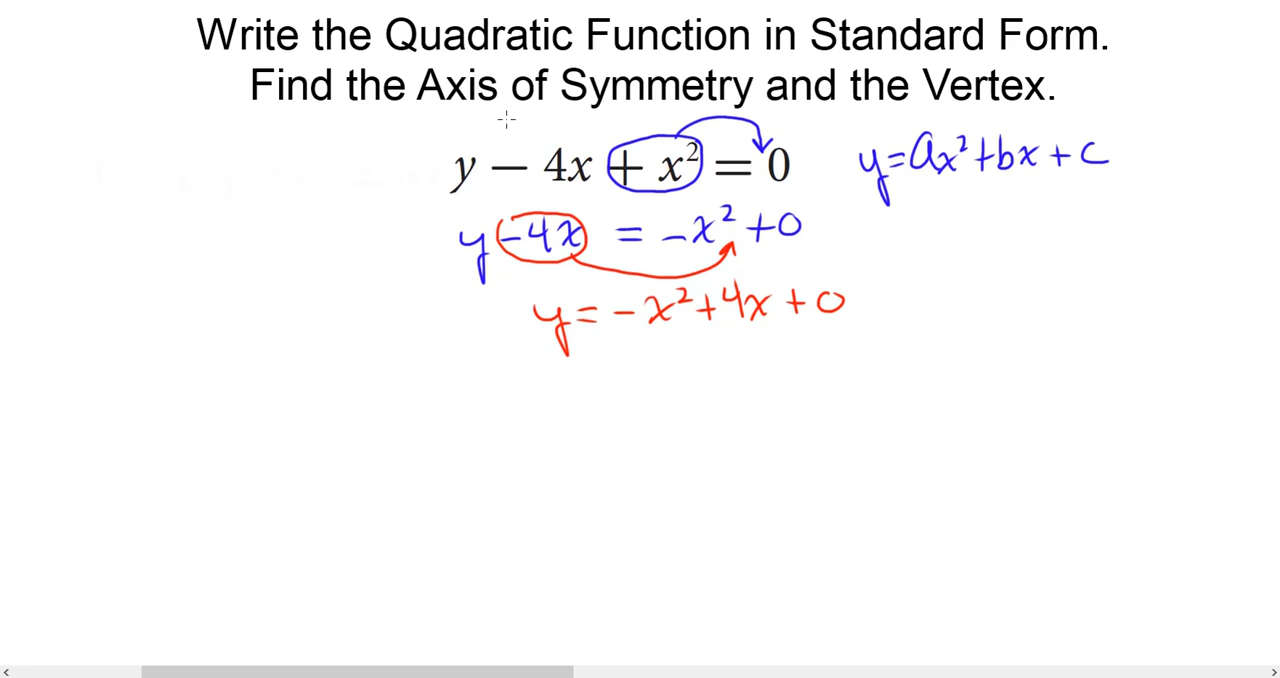 Write the Quadratic Function in Standard Form.
Find the Axis of Symmetry and the Vertex.
y − 4x + x² = 0
y=ax²+bx+c
y−4x = −x²+0
y=−x²+4x+0